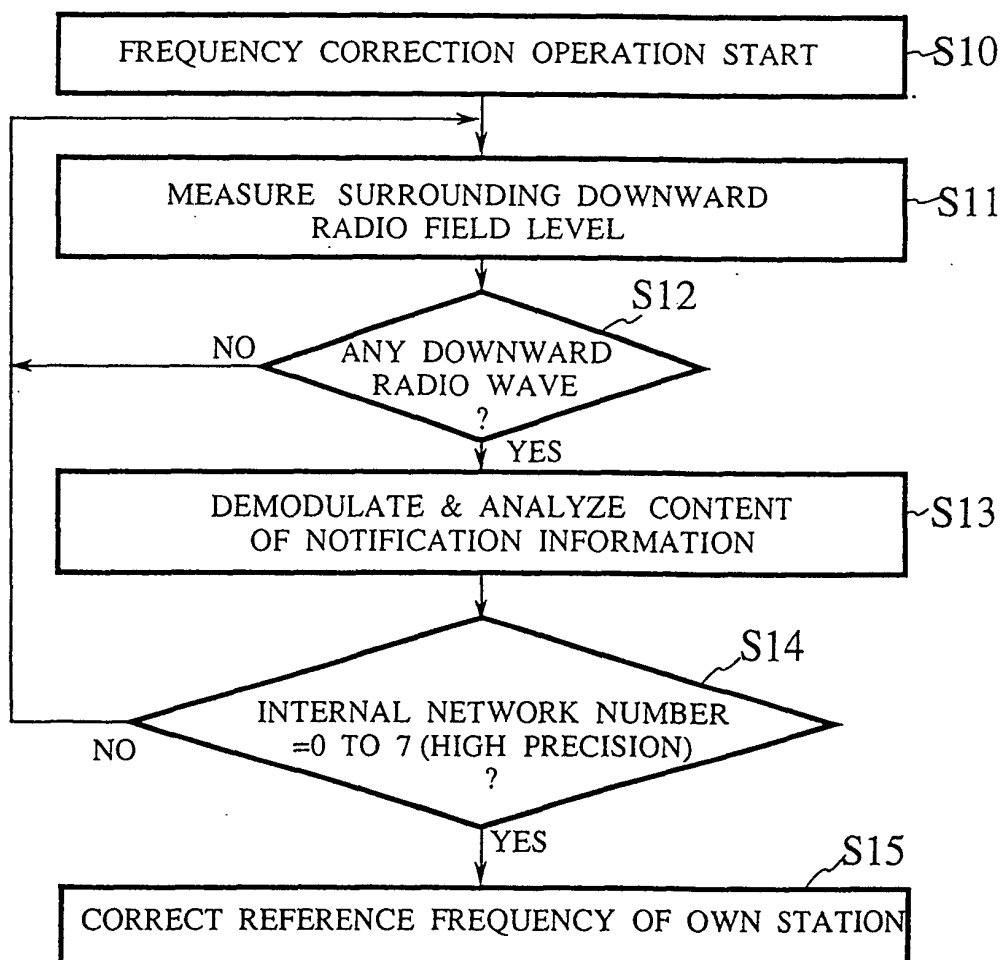 FREQUENCY CORRECTION OPERATION START
S10
MEASURE SURROUNDING DOWNWARD
RADIO FIELD LEVEL
S11
S12
NO
ANY DOWNWARD
RADIO WAVE
?
YES
DEMODULATE & ANALYZE CONTENT
OF NOTIFICATION INFORMATION
S13
S14
INTERNAL NETWORK NUMBER
=0 TO 7 (HIGH PRECISION)
?
NO
YES
S15
CORRECT REFERENCE FREQUENCY OF OWN STATION